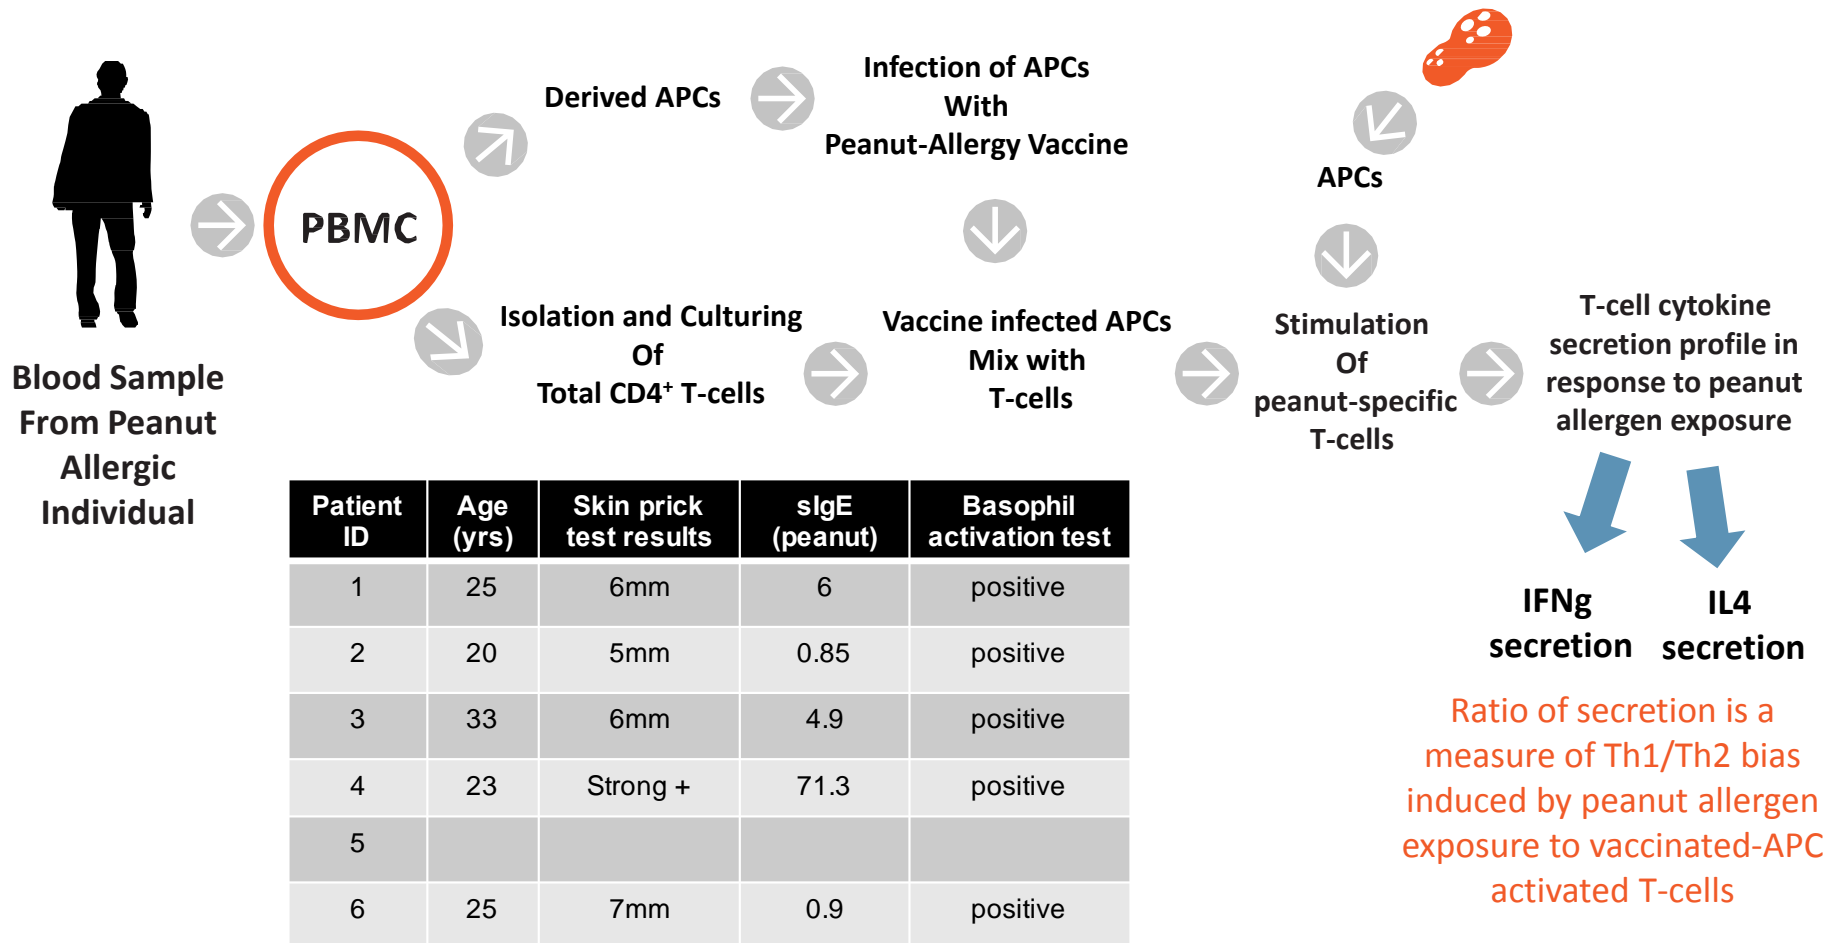 Blood Sample
From Peanut
Allergic
Individual
PBMC
Derived APCs
Infection of APCs
With
Peanut-Allergy Vaccine
Isolation and Culturing
Of
Total CD4⁺ T-cells
Vaccine infected APCs
Mix with
T-cells
APCs
Stimulation
Of
peanut-specific
T-cells
T-cell cytokine
secretion profile in
response to peanut
allergen exposure
IFNg
secretion
IL4
secretion
Ratio of secretion is a
measure of Th1/Th2 bias
induced by peanut allergen
exposure to vaccinated-APC
activated T-cells
Patient ID Age (yrs) Skin prick test results sIgE (peanut) Basophil activation test
1 25 6mm 6 positive
2 20 5mm 0.85 positive
3 33 6mm 4.9 positive
4 23 Strong + 71.3 positive
5
6 25 7mm 0.9 positive